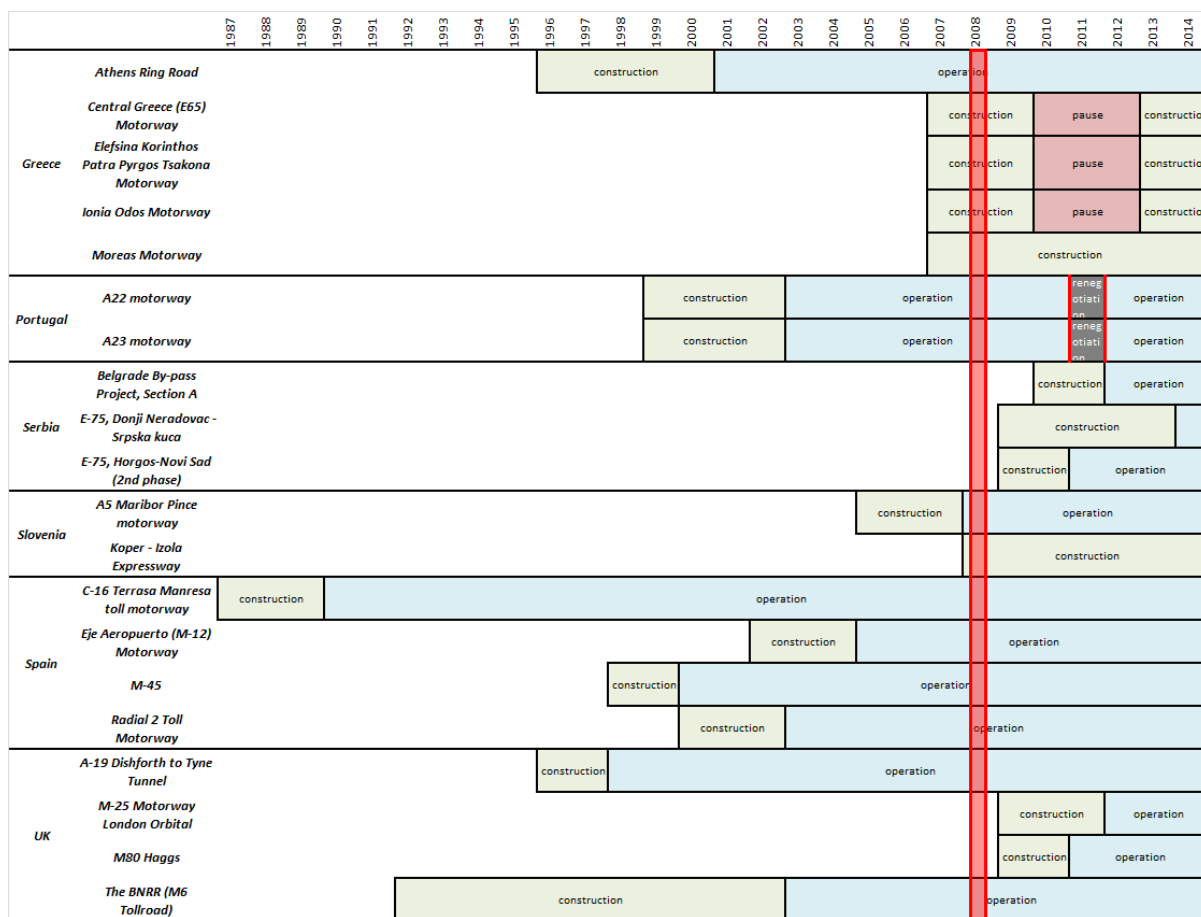 1987 1988 1989 1990 1991 1992 1993 1994 1995 1996 1997 1998 1999 2000 2001 2002 2003 2004 2005 2006 2007 2008 2009 2010 2011 2012 2013 2014
Athens Ring Road
construction operation
Greece
Central Greece (E65)
Motorway
construction pause constructio
Elefsina Korinthos
Patra Pyrgos Tsakona
Motorway
construction pause constructio
Ionia Odos Motorway
construction pause constructio
Moreas Motorway
construction
Portugal
A22 motorway
construction operation
reneg
otiati
on
operation
A23 motorway
construction operation
reneg
otiati
on
operation
Serbia
Belgrade By-pass
Project, Section A
construction operation
E-75, Donji Neradovac -
Srpska kuca
construction
E-75, Horgos-Novi Sad
(2nd phase)
construction operation
Slovenia
A5 Maribor Pince
motorway
construction operation
Koper - Izola
Expressway
construction
Spain
C-16 Terrasa Manresa
toll motorway
construction operation
Eje Aeropuerto (M-12)
Motorway
construction operation
M-45
construction operation
Radial 2 Toll
Motorway
construction operation
UK
A-19 Dishforth to Tyne
Tunnel
construction operation
M-25 Motorway
London Orbital
construction operation
M80 Haggs
construction operation
The BNRR (M6
Tollroad)
construction operation